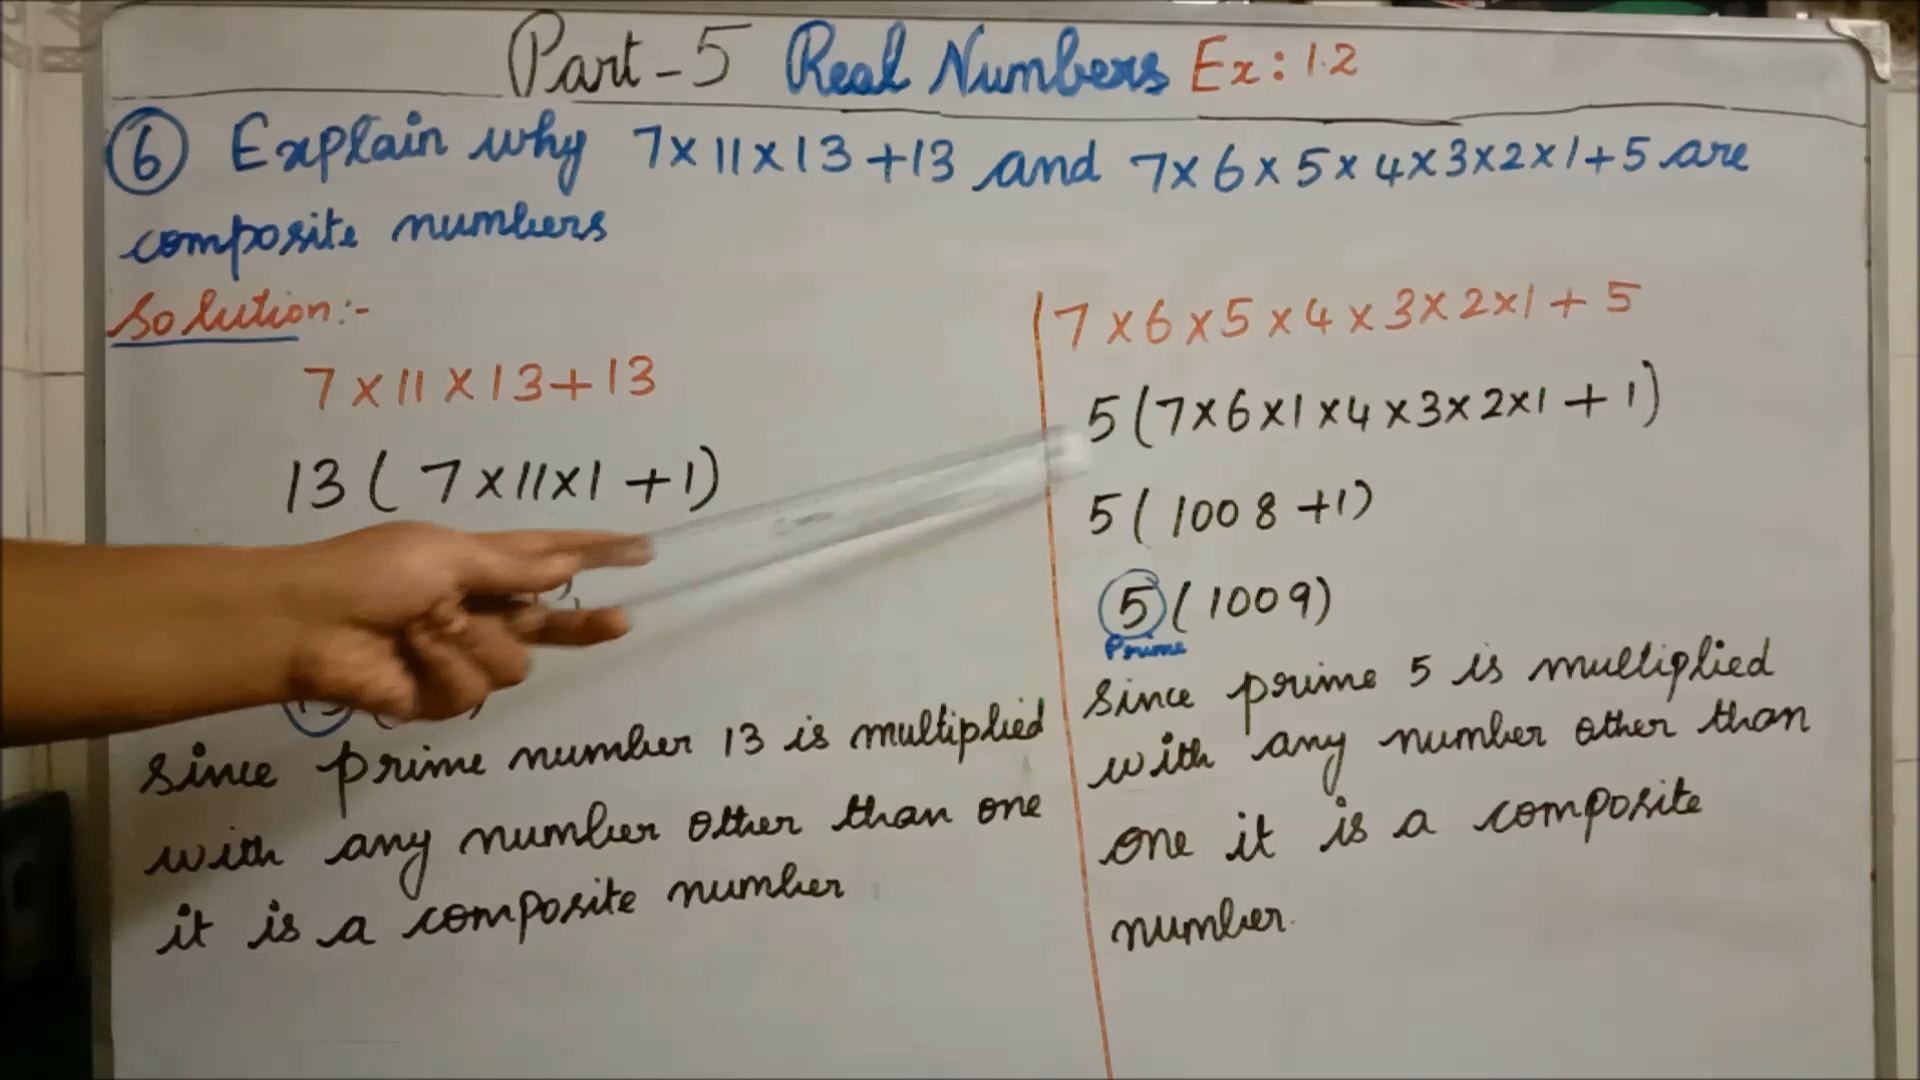 Part - 5 Real Numbers Ex: 1.2
6 Explain why 7×11×13+13 and 7×6×5×4×3×2×1+5 are
composite numbers
Solution:-
7×11×13+13
13(7×11×1+1)
since prime number 13 is multiplied
with any number other than one
it is a composite number
7×6×5×4×3×2×1+5
5(7×6×1×4×3×2×1+1)
5(1008+1)
5(1009)
Prime
since prime 5 is multiplied
with any number other than
one it is a composite
number.